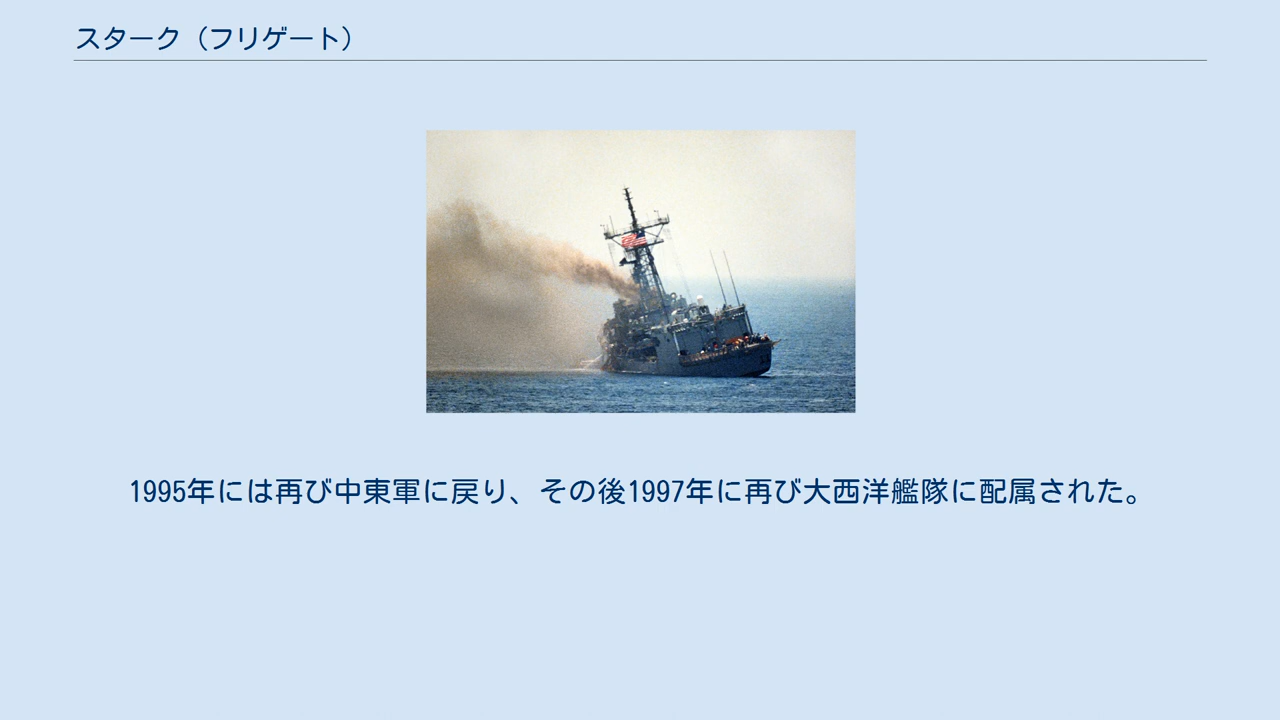 スターク（フリゲート）
1995年には再び中東軍に戻り、その後1997年に再び大西洋艦隊に配属された。